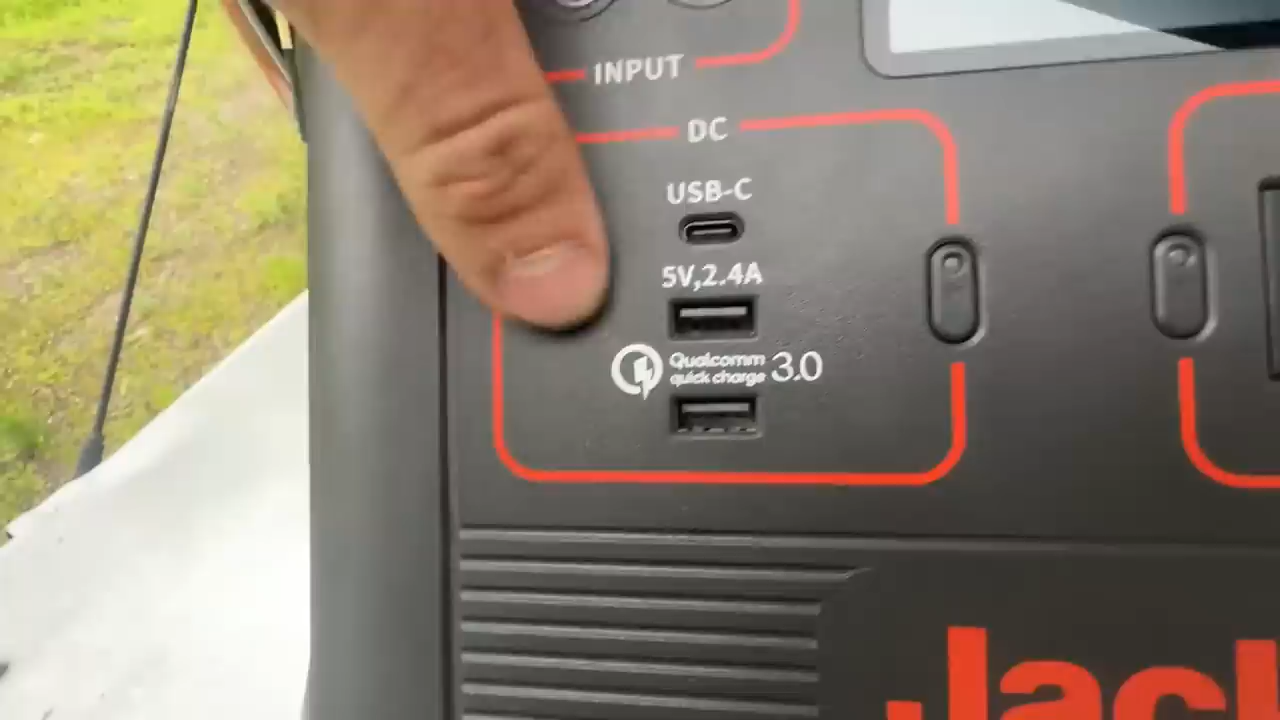 INPUT
DC
USB-C
5V,2.4A
Qualcomm
quick charge 3.0